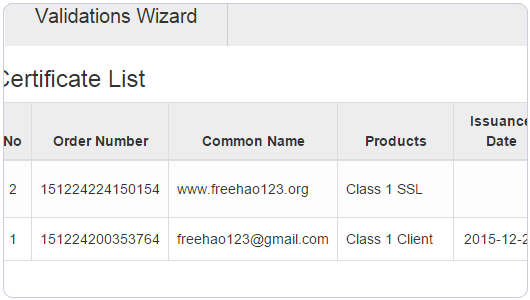 Validations Wizard
Certificate List
No Order Number Common Name Products Issuance Date
2 151224224150154 www.freehao123.org Class 1 SSL
1 151224200353764 freehao123@gmail.com Class 1 Client 2015-12-2